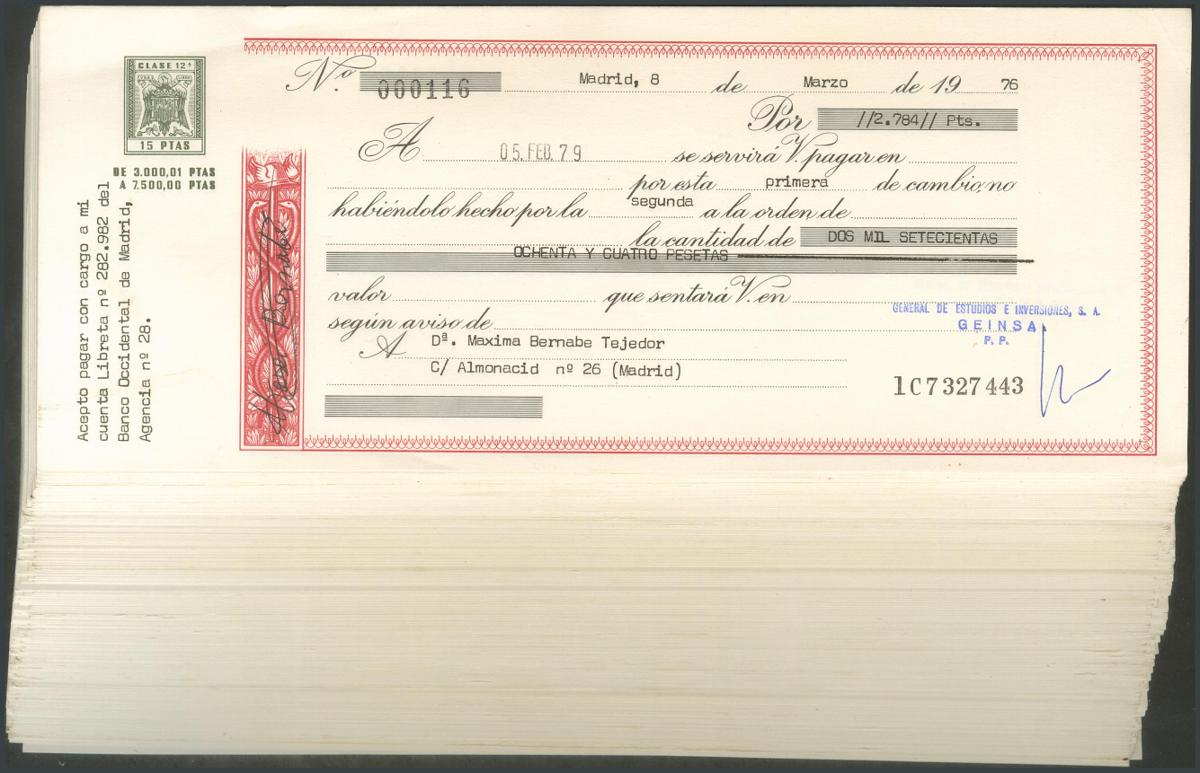 CLASE 12ª
15 PTAS
DE 3.000,01 PTAS
A 7.500,00 PTAS
Acepto pagar con cargo a mi
cuenta Libreta nº 282.982 del
Banco Occidental de Madrid,
Agencia nº 28.
Nº. 000116 Madrid, 8 de Marzo de 19 76
Por //2.784// Pts.
A 05 FEB. 79 se servirá V. pagar en
por esta primera de cambio, no
habiéndolo hecho por la segunda a la orden de
la cantidad de DOS MIL SETECIENTAS
OCHENTA Y CUATRO PESETAS
valor que sentará V. en
según aviso de
GENERAL DE ESTUDIOS E INVERSIONES, S. A.
GEINSA
P. P.
A Dª. Maxima Bernabe Tejedor
C/ Almonacid nº 26 (Madrid)
1C7327443